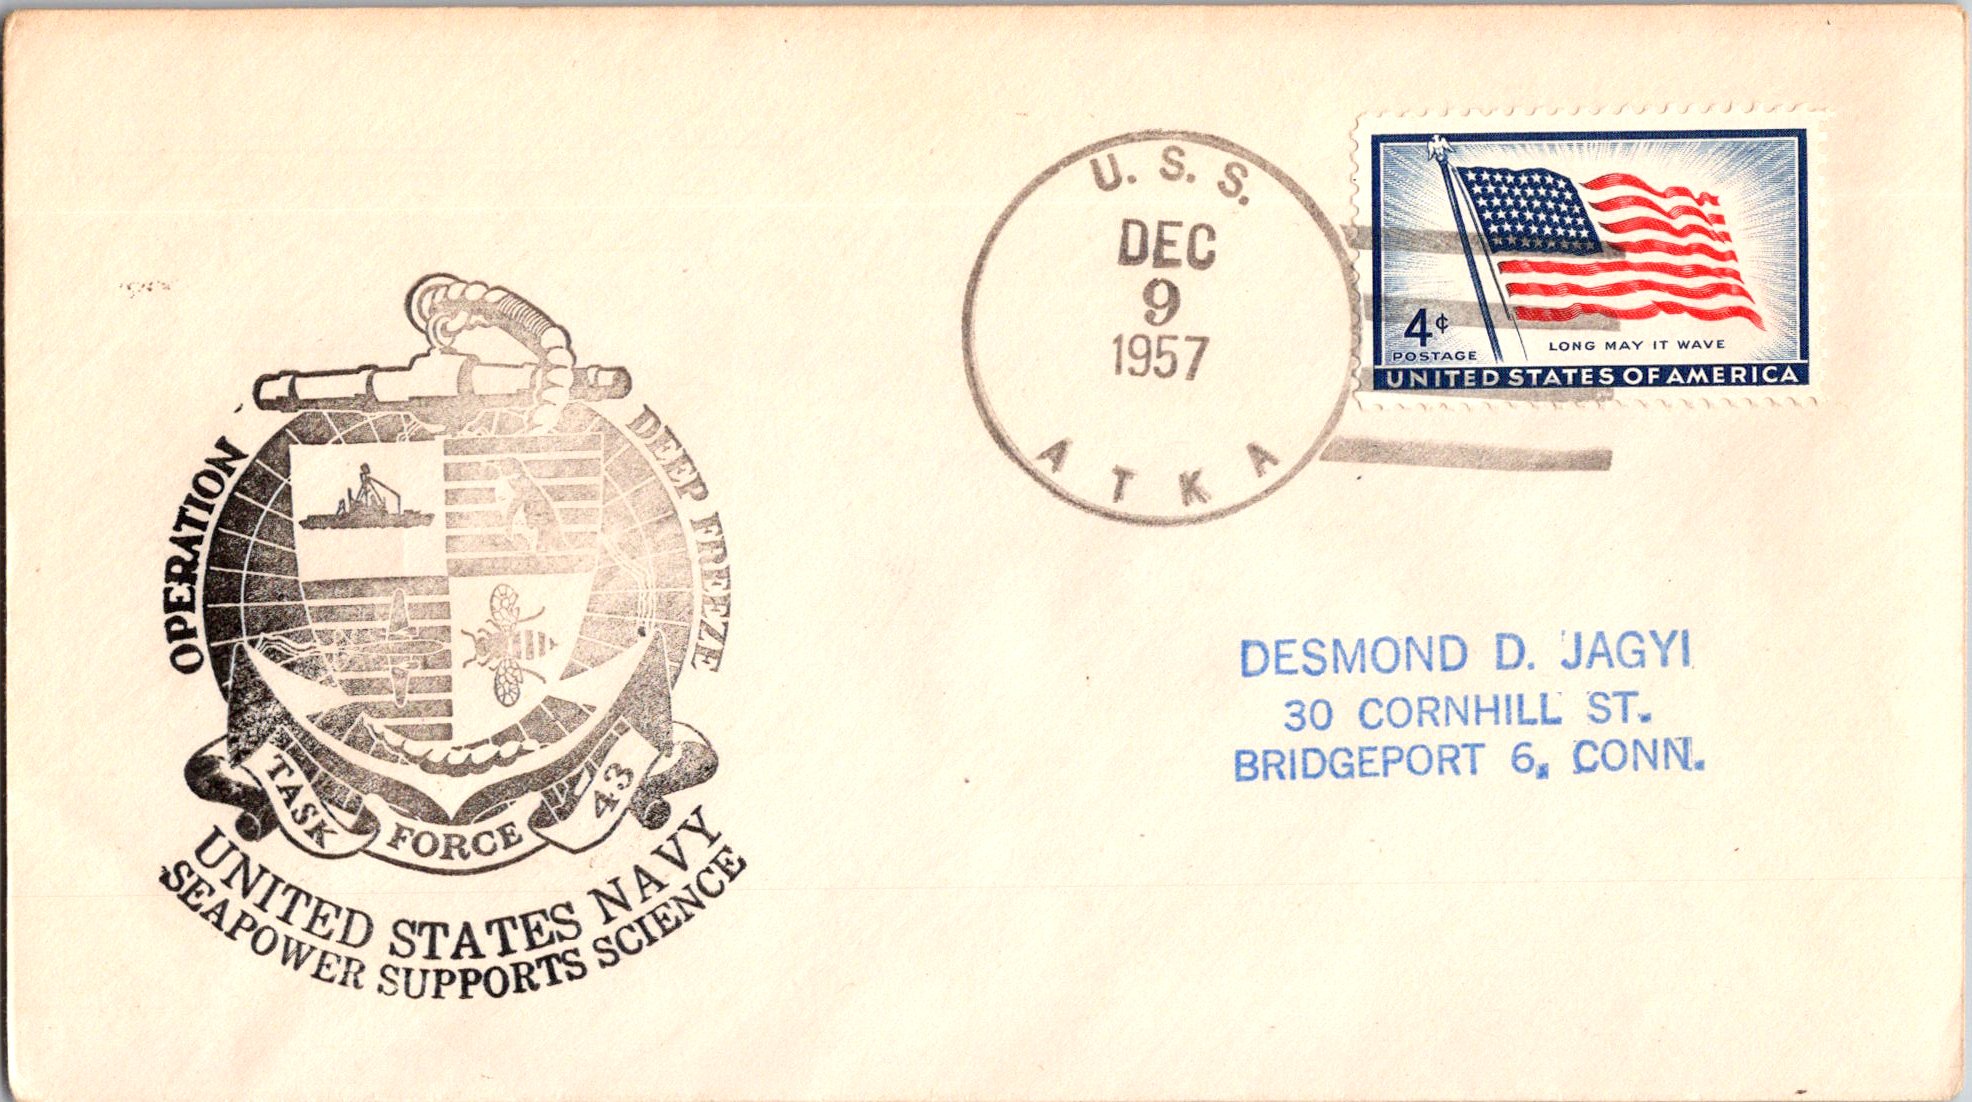 U. S. S.
DEC
9
1957
ATKA
4¢
POSTAGE
LONG MAY IT WAVE
UNITED STATES OF AMERICA
OPERATION
DEEP FREEZE
TASK FORCE 43
UNITED STATES NAVY
SEAPOWER SUPPORTS SCIENCE
DESMOND D. JAGYI
30 CORNHILL ST.
BRIDGEPORT 6, CONN.